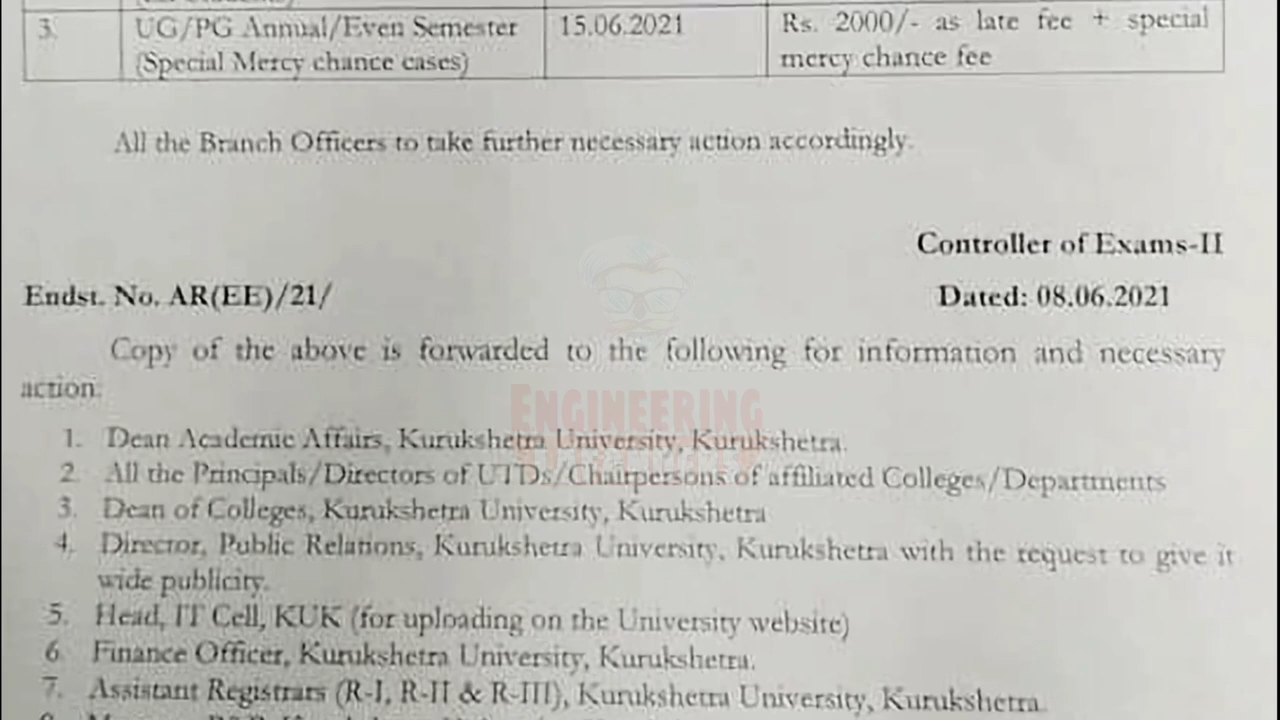 3. UG/PG Annual/Even Semester 15.06.2021 Rs. 2000/- as late fee + special
(Special Mercy chance cases) mercy chance fee
All the Branch Officers to take further necessary action accordingly.
Controller of Exams-II
Endst. No. AR(EE)/21/ Dated: 08.06.2021
Copy of the above is forwarded to the following for information and necessary
action:
ENGINEERING
1. Dean Academic Affairs, Kurukshetra University, Kurukshetra.
2. All the Principals/Directors of UTDs/Chairpersons of affiliated Colleges/Departments
3. Dean of Colleges, Kurukshetra University, Kurukshetra
4. Director, Public Relations, Kurukshetra University, Kurukshetra with the request to give it
wide publicity.
5. Head, IT Cell, KUK (for uploading on the University website)
6. Finance Officer, Kurukshetra University, Kurukshetra.
7. Assistant Registrars (R-I, R-II & R-III), Kurukshetra University, Kurukshetra.